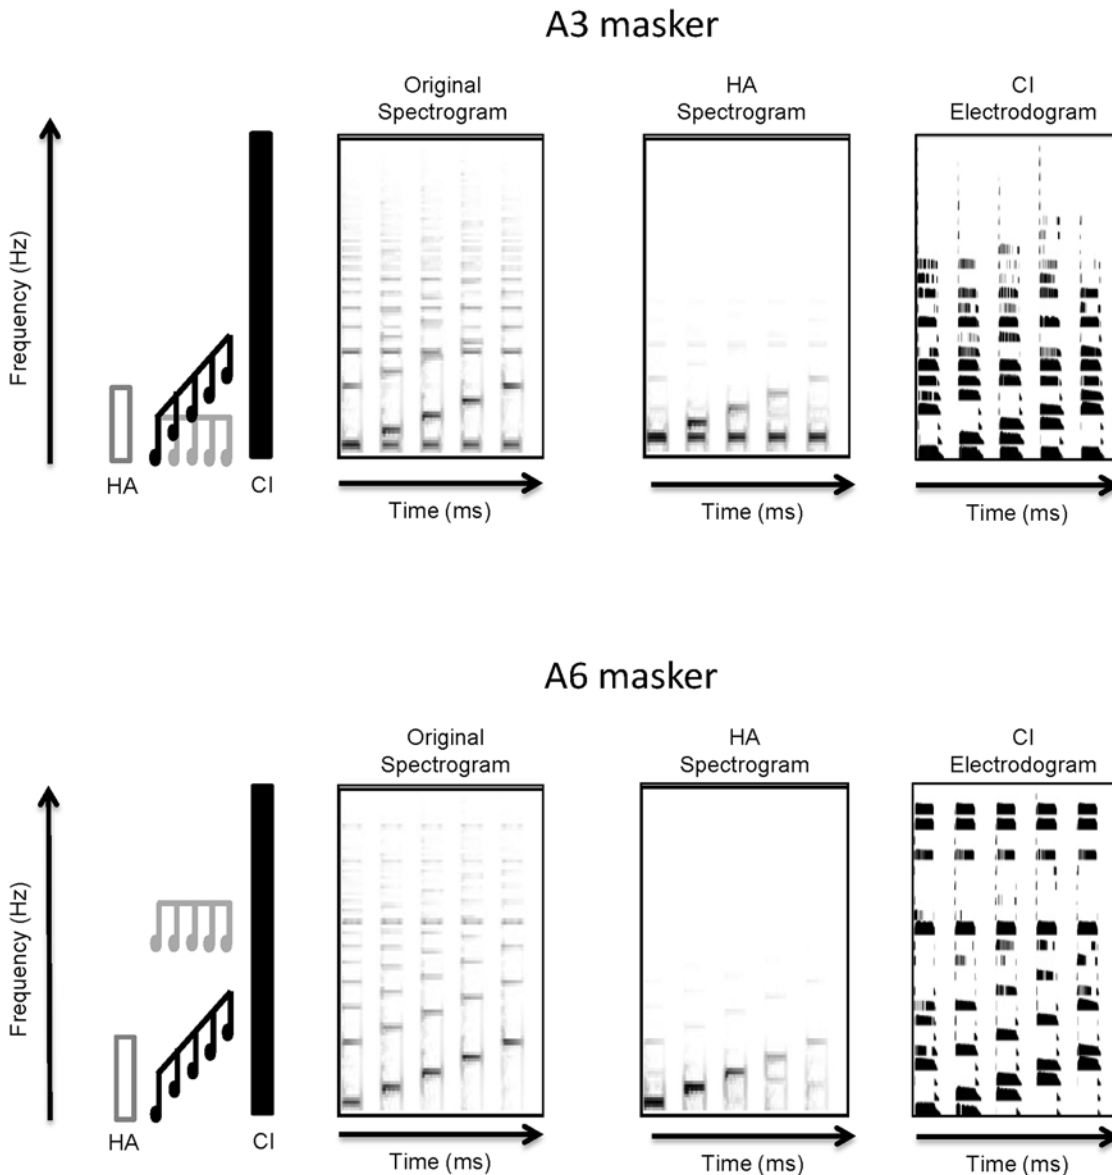 A3 masker
Original
Spectrogram
HA
Spectrogram
CI
Electrodogram
Frequency (Hz)
HA
CI
Time (ms)
Time (ms)
Time (ms)
A6 masker
Original
Spectrogram
HA
Spectrogram
CI
Electrodogram
Frequency (Hz)
HA
CI
Time (ms)
Time (ms)
Time (ms)